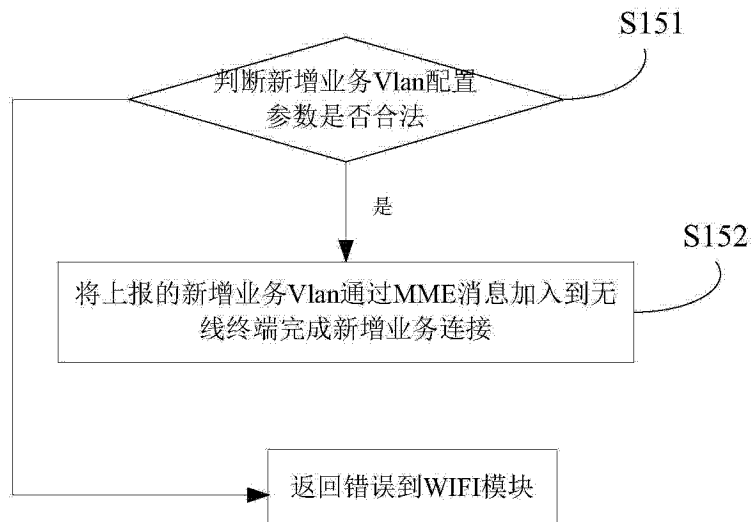 S151
判断新增业务Vlan配置
参数是否合法
是
S152
将上报的新增业务Vlan通过MME消息加入到无
线终端完成新增业务连接
返回错误到WIFI模块